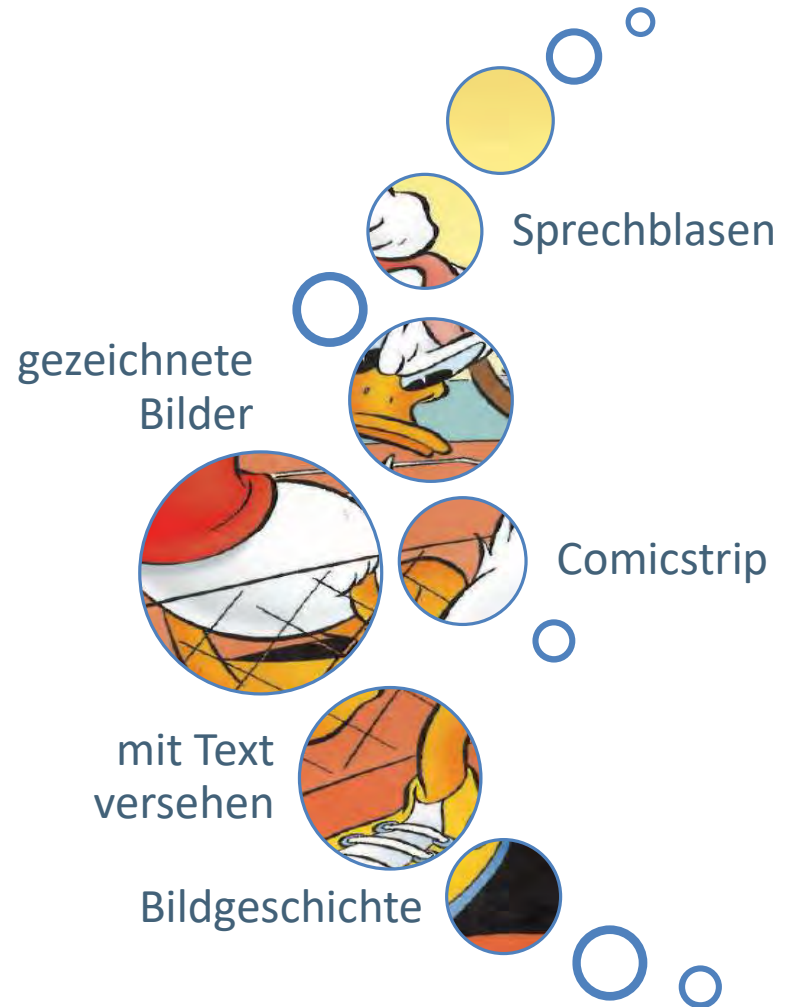 Sprechblasen
gezeichnete
Bilder
Comicstrip
mit Text
versehen
Bildgeschichte